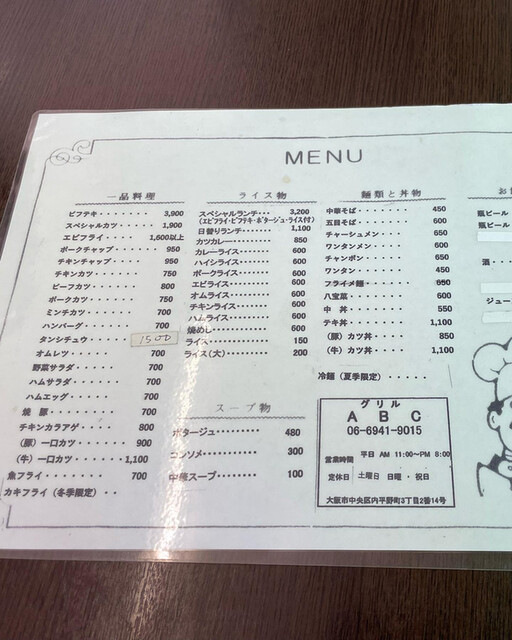 MENU
一品料理
ビフテキ・・・・・・・・ 3,900
スペシャルカツ・・・・・ 1,900
エビフライ・・・・・・ 1,600以上
ポークチャップ・・・・・ 950
チキンチャップ・・・・ 950
チキンカツ・・・・・・・ 750
ビーフカツ・・・・・・・ 800
ポークカツ・・・・・・・ 750
ミンチカツ・・・・・・・ 700
ハンバーグ・・・・・・・ 700
タンシチュウ・・・・・ 1500
オムレツ・・・・・・・ 700
野菜サラダ・・・・・・ 700
ハムサラダ・・・・・・ 700
ハムエッグ・・・・・・ 700
焼 豚・・・・・・・・ 700
チキンカラアゲ・・・・・ 700
(豚) 一口カツ・・・・・ 900
(牛) 一口カツ・・・・・1,100
魚フライ・・・・・・・・ 700
カキフライ (冬季限定)・・
ライス物
スペシャルランチ・・・ 3,200
(エビフライ・ビフテキ・ポタージュ・ライス付)
日替りランチ・・・・・ 1,100
カツカレー・・・・・・ 850
カレーライス・・・・・ 600
ハイシライス・・・・・ 600
ポークライス・・・・・ 600
エビライス・・・・・・ 600
オムライス・・・・・・ 600
チキンライス・・・・・ 600
ハムライス・・・・・・ 600
焼めし・・・・・・・・ 600
ライス・・・・・・・・ 150
ライス(大)・・・・・・ 200
スープ物
ポタージュ・・・・・・・ 480
コンソメ・・・・・・・・ 300
中華スープ・・・・・・・ 100
麺類と丼物
中華そば・・・・・・・ 450
五目そば・・・・・・・ 600
チャーシュメン・・・・ 650
ワンタンメン・・・・・ 600
チャンポン・・・・・・ 650
ワンタン・・・・・・・ 450
フライメ麺・・・・・・ 650
八宝菜・・・・・・・・ 600
中 丼・・・・・・・・ 550
テキ丼・・・・・・・・ 1,100
(豚) カツ丼・・・・・ 850
(牛) カツ丼・・・・・ 1,100
冷麺 (夏季限定)・・・・・
グリル
A B C
06-6941-9015
営業時間 平日 AM 11:00〜PM 8:00
定休日 土曜日 日曜・祝日
大阪市中央区内平野町3丁目2番14号
お
瓶ビール
瓶ビール
酒・・
ジュー